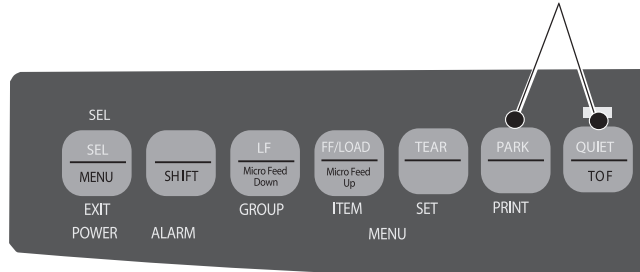 SEL
SEL LF FF/LOAD TEAR PARK QUIET
MENU SHIFT Micro Feed Down Micro Feed Up TOF
EXIT GROUP ITEM SET PRINT
POWER ALARM MENU